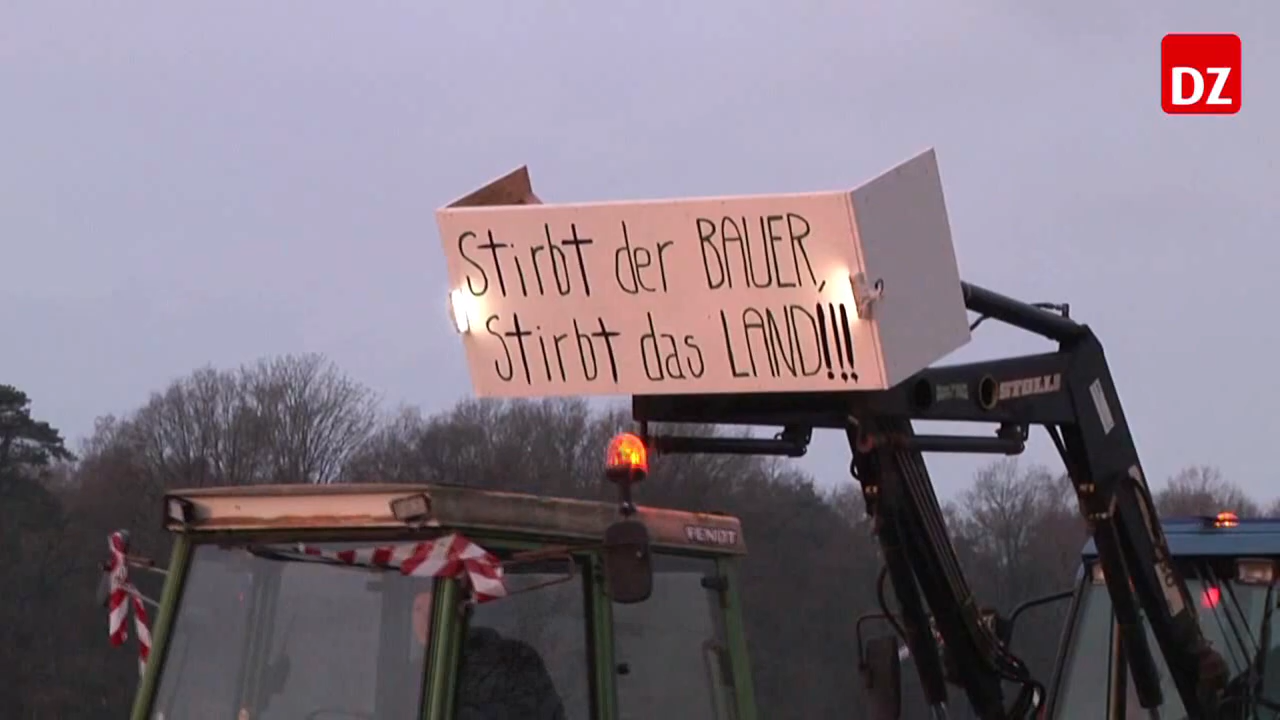 DZ
Stirbt der BAUER,
Stirbt das LAND!!!
STOLL
FENDT